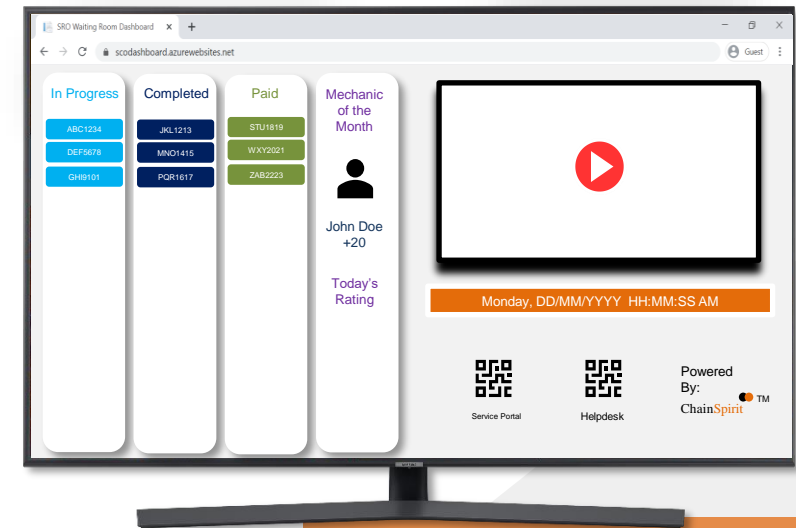 SRO Waiting Room Dashboard
scodashboard.azurewebsites.net
Guest
In Progress
ABC1234
DEF5678
GHI9101
Completed
JKL1213
MNO1415
PQR1617
Paid
STU1819
WXY2021
ZAB2223
Mechanic
of the
Month
John Doe
+20
Today's
Rating
Monday, DD/MM/YYYY HH:MM:SS AM
Service Portal
Helpdesk
Powered
By:
ChainSpirit TM